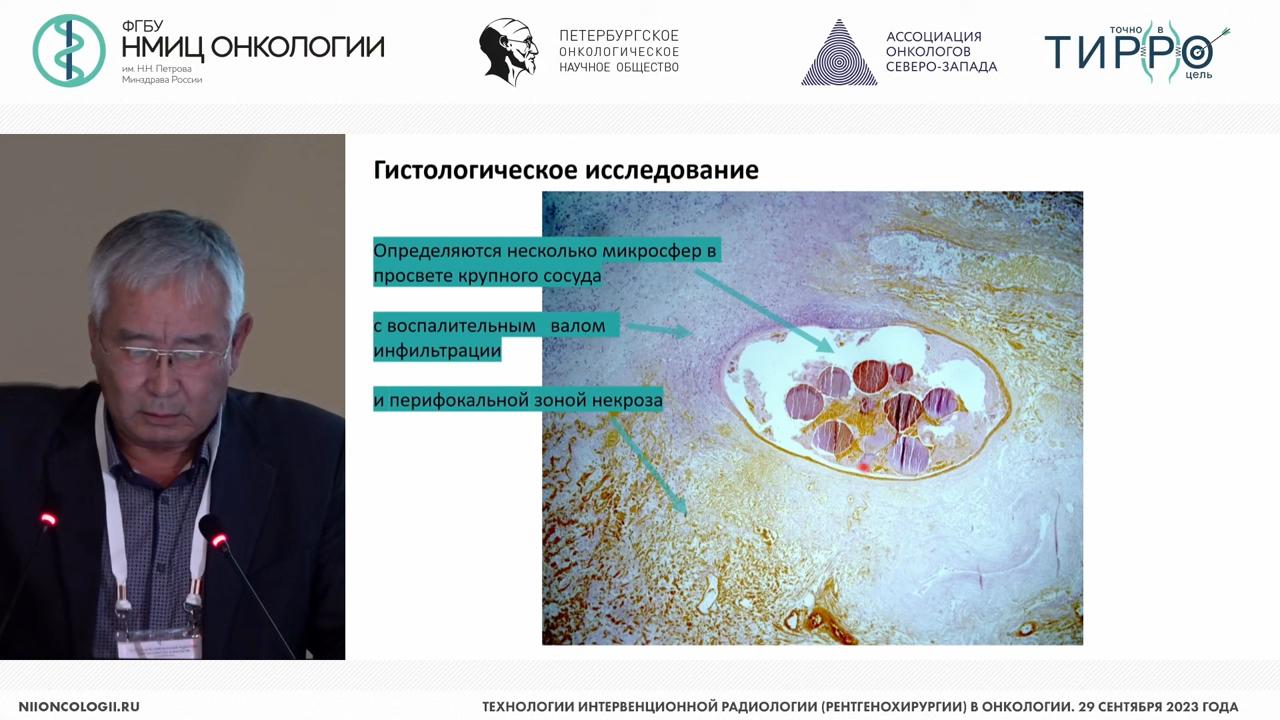 ФГБУ
НМИЦ ОНКОЛОГИИ
им. Н.Н. Петрова
Минздрава России
ПЕТЕРБУРГСКОЕ
ОНКОЛОГИЧЕСКОЕ
НАУЧНОЕ ОБЩЕСТВО
АССОЦИАЦИЯ
ОНКОЛОГОВ
СЕВЕРО-ЗАПАДА
ТОЧНО В
ТИРРО
цель
Гистологическое исследование
Определяются несколько микросфер в
просвете крупного сосуда
с воспалительным валом
инфильтрации
и перифокальной зоной некроза
NIIONCOLOGII.RU
ТЕХНОЛОГИИ ИНТЕРВЕНЦИОННОЙ РАДИОЛОГИИ (РЕНТГЕНОХИРУРГИИ) В ОНКОЛОГИИ. 29 СЕНТЯБРЯ 2023 ГОДА